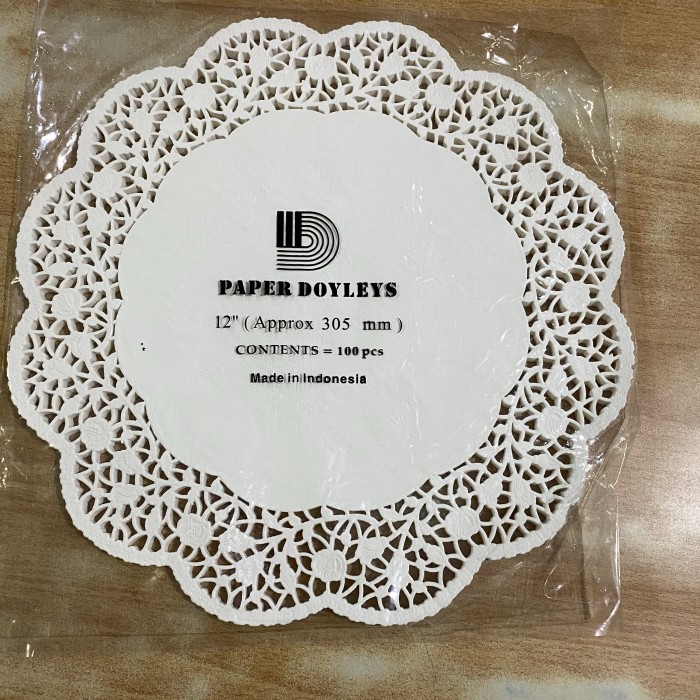 PAPER DOYLEYS
12" (Approx 305 mm)
CONTENTS = 100 pcs
Made in Indonesia